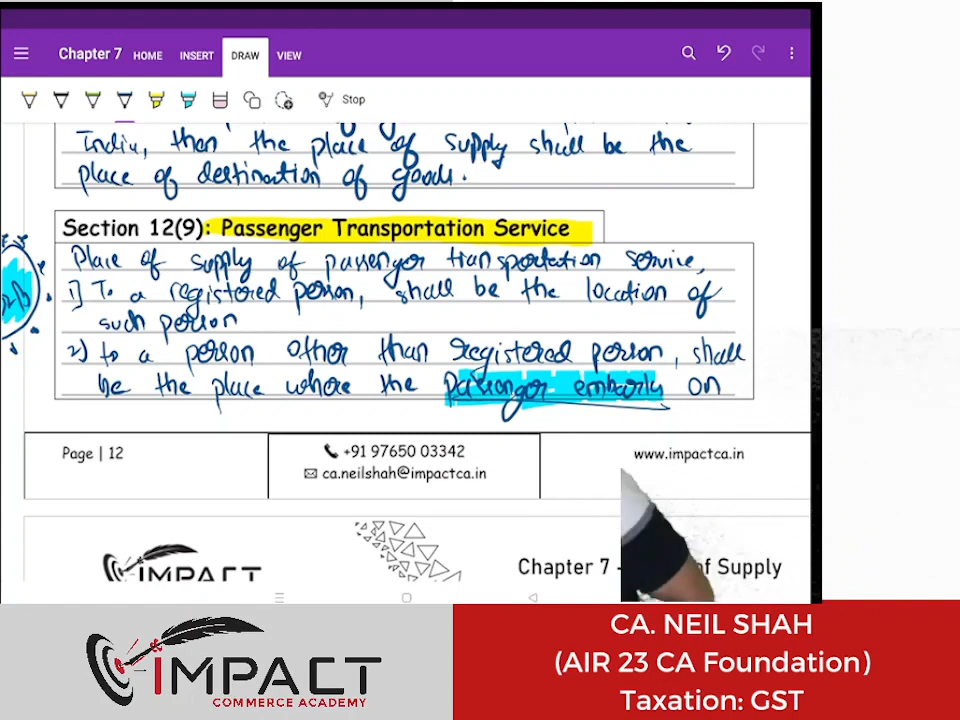 Chapter 7 HOME INSERT DRAW VIEW
Stop
India, than the place of supply shall be the
place of destination of goods.
Section 12(9): Passenger Transportation Service
Place of supply of passenger transportation service,
1] To a registered person, shall be the location of
such person
2) to a person other than registered person, shall
be the place where the passenger embarks on
Page | 12
+91 97650 03342
ca.neilshah@impactca.in
www.impactca.in
IMPACT
Chapter 7 - of Supply
IMPACT
COMMERCE ACADEMY
CA. NEIL SHAH
(AIR 23 CA Foundation)
Taxation: GST